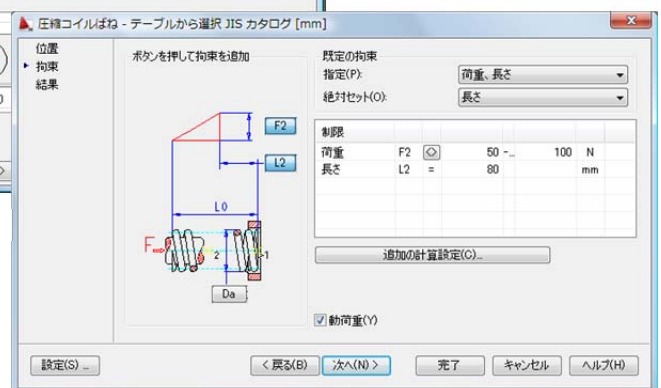 圧縮コイルばね - テーブルから選択 JIS カタログ [mm]
位置
拘束
結果
ボタンを押して拘束を追加
F2
L2
L0
F
2
1
Da
既定の拘束
指定(P):
荷重、長さ
絶対セット(O):
長さ
制限
荷重 F2 50 -... 100 N
長さ L2 = 80 mm
追加の計算設定(C)...
動荷重(Y)
設定(S) ...
< 戻る(B)
次へ(N) >
完了
キャンセル
ヘルプ(H)